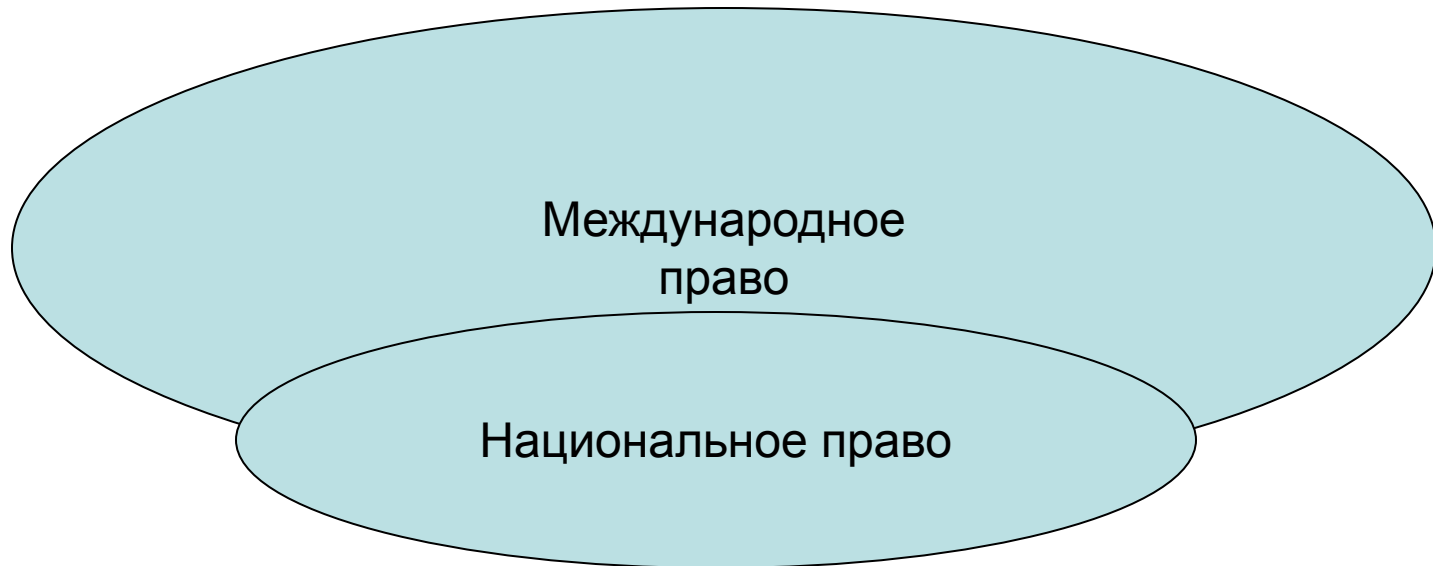 Международное
право
Национальное право